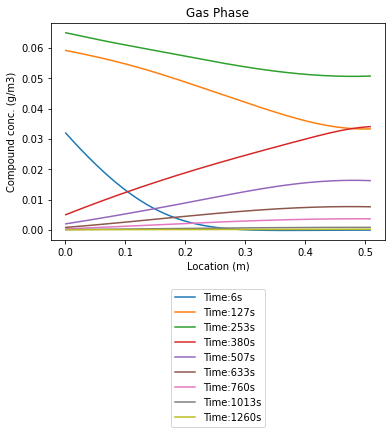 Gas Phase
Compound conc. (g/m3)
0.06
0.05
0.04
0.03
0.02
0.01
0.00
0.0 0.1 0.2 0.3 0.4 0.5
Location (m)
Time:6s
Time:127s
Time:253s
Time:380s
Time:507s
Time:633s
Time:760s
Time:1013s
Time:1260s